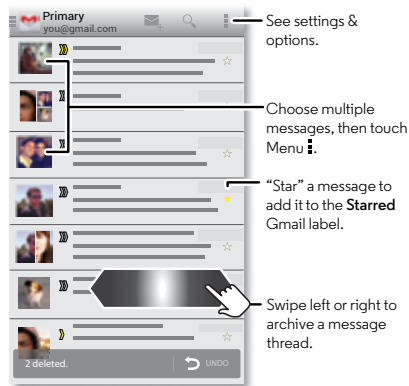 Primary
you@gmail.com
See settings &
options.
Choose multiple
messages, then touch
Menu .
“Star” a message to
add it to the Starred
Gmail label.
Swipe left or right to
archive a message
thread.
2 deleted.
UNDO